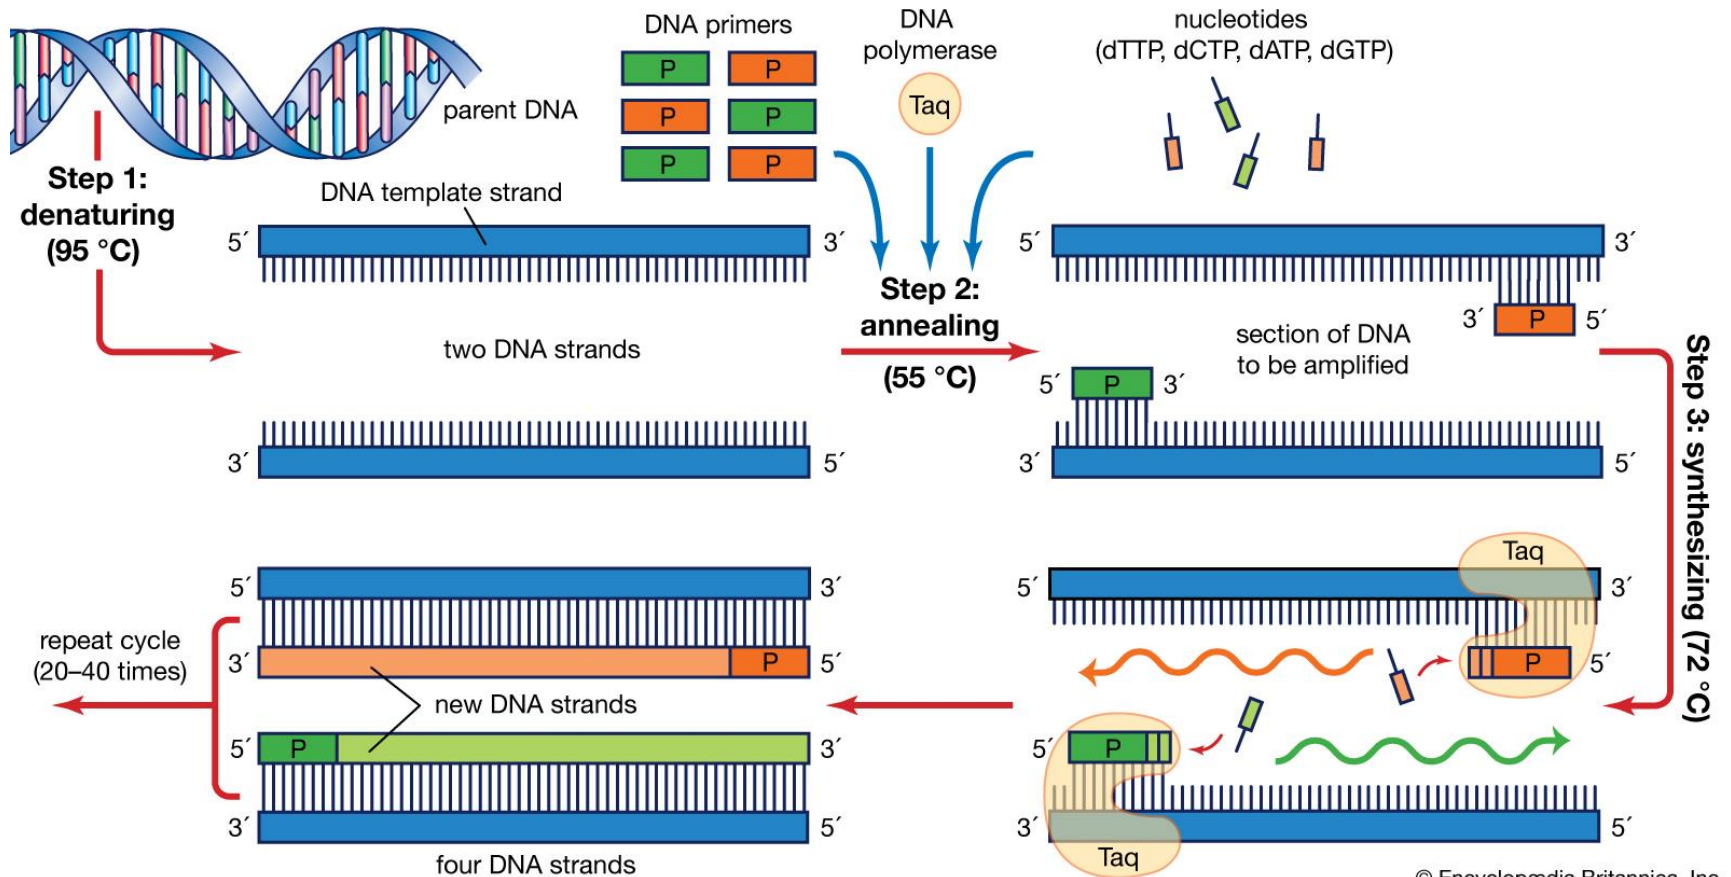 DNA primers
P P
P P
P P
DNA
polymerase
Taq
nucleotides
(dTTP, dCTP, dATP, dGTP)
parent DNA
Step 1:
denaturing
(95 °C)
DNA template strand
5´ 3´
two DNA strands
3´ 5´
Step 2:
annealing
(55 °C)
5´ 3´
3´ P 5´
section of DNA
to be amplified
5´ P 3´
3´ 5´
Step 3: synthesizing (72 °C)
Taq
5´ 3´
P 5´
5´ P
3´ 5´
Taq
5´ 3´
3´ P 5´
new DNA strands
5´ P 3´
3´ 5´
four DNA strands
repeat cycle
(20–40 times)
© Encyclopædia Britannica, Inc.